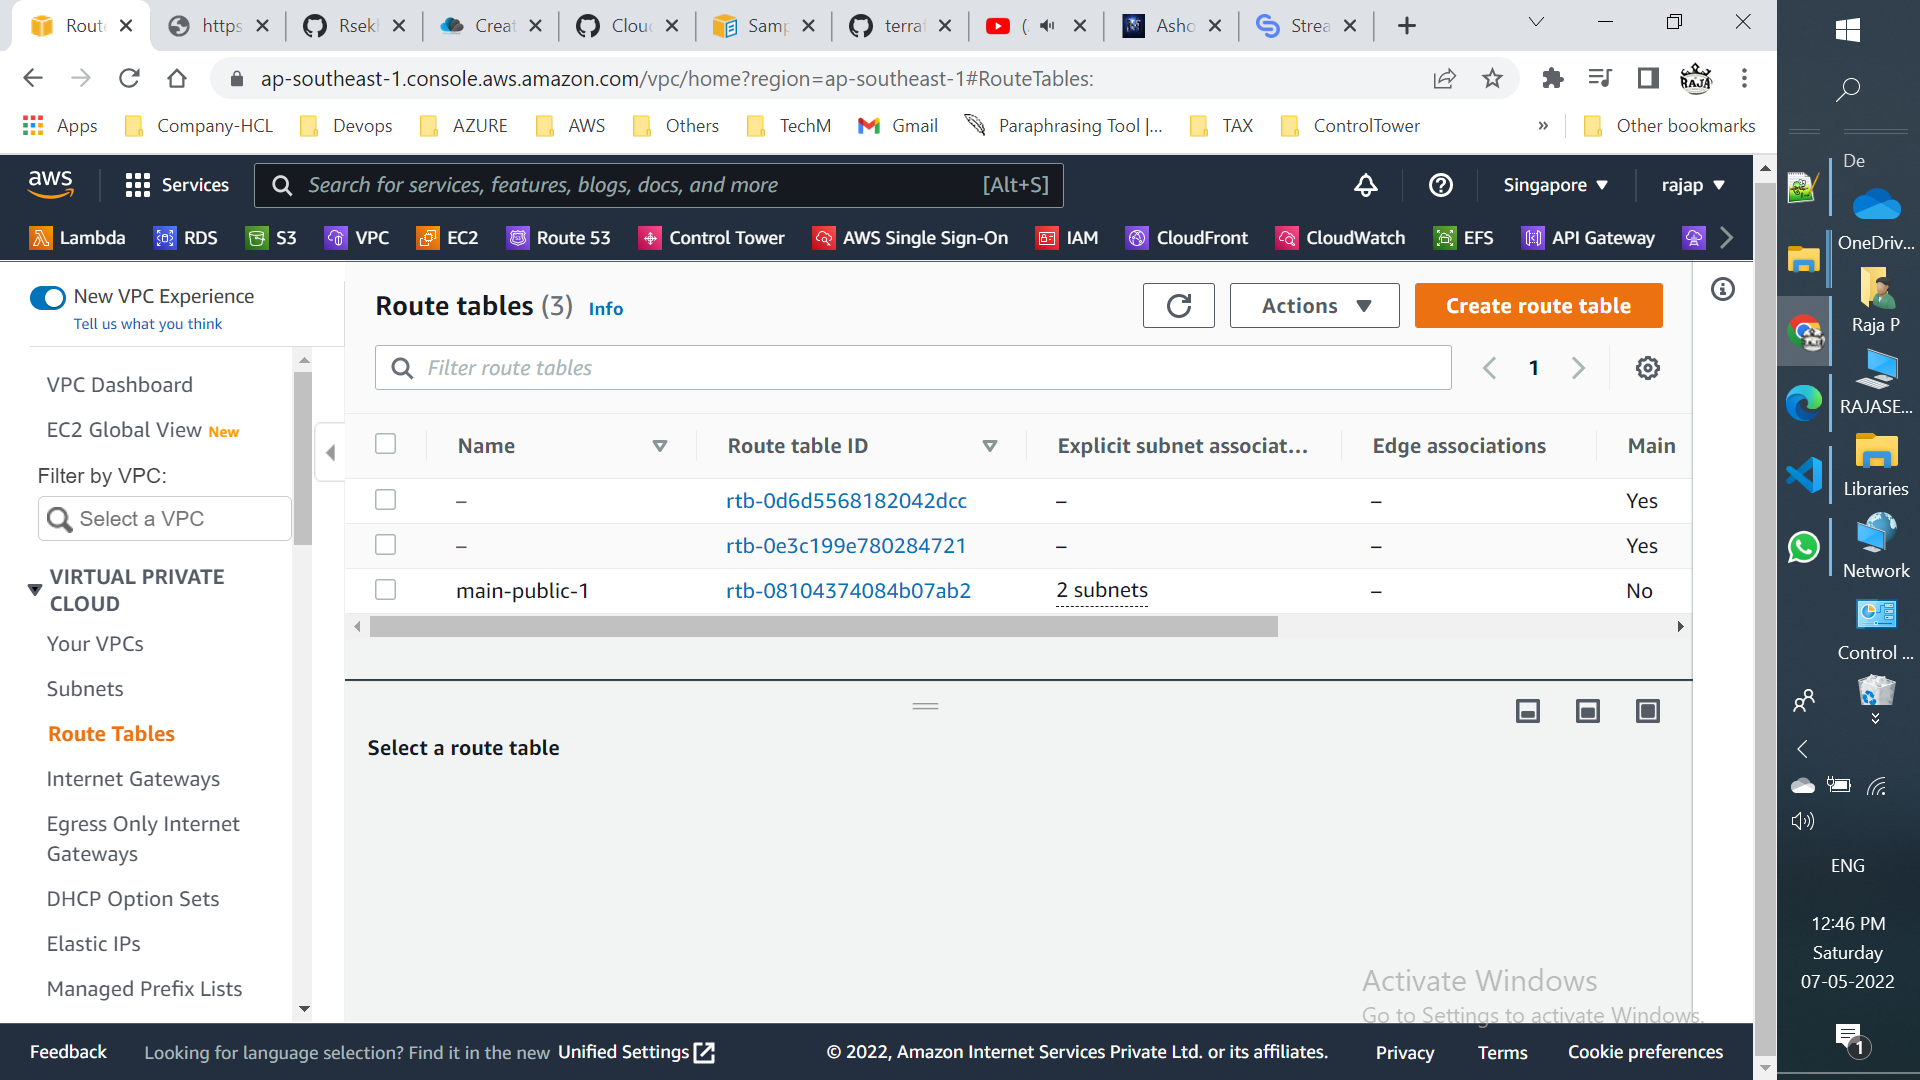 Route
https
Rsekh
Creat
Cloud
Samp
terraf
(
Asho
Strea
ap-southeast-1.console.aws.amazon.com/vpc/home?region=ap-southeast-1#RouteTables:
Apps
Company-HCL
Devops
AZURE
AWS
Others
TechM
Gmail
Paraphrasing Tool |...
TAX
ControlTower
»
Other bookmarks
aws
Services
Search for services, features, blogs, docs, and more
[Alt+S]
Singapore
rajap
Lambda
RDS
S3
VPC
EC2
Route 53
Control Tower
AWS Single Sign-On
IAM
CloudFront
CloudWatch
EFS
API Gateway
New VPC Experience
Tell us what you think
VPC Dashboard
EC2 Global View New
Filter by VPC:
Select a VPC
VIRTUAL PRIVATE
CLOUD
Your VPCs
Subnets
Route Tables
Internet Gateways
Egress Only Internet
Gateways
DHCP Option Sets
Elastic IPs
Managed Prefix Lists
Route tables (3) Info
Actions
Create route table
Filter route tables
1
Name
Route table ID
Explicit subnet associat...
Edge associations
Main
– rtb-0d6d5568182042dcc – – Yes
– rtb-0e3c199e780284721 – – Yes
main-public-1 rtb-08104374084b07ab2 2 subnets – No
Select a route table
Activate Windows
Go to Settings to activate Windows.
Feedback
Looking for language selection? Find it in the new Unified Settings
© 2022, Amazon Internet Services Private Ltd. or its affiliates.
Privacy
Terms
Cookie preferences
De
OneDriv...
Raja P
RAJASE...
Libraries
Network
Control ...
ENG
12:46 PM
Saturday
07-05-2022
1